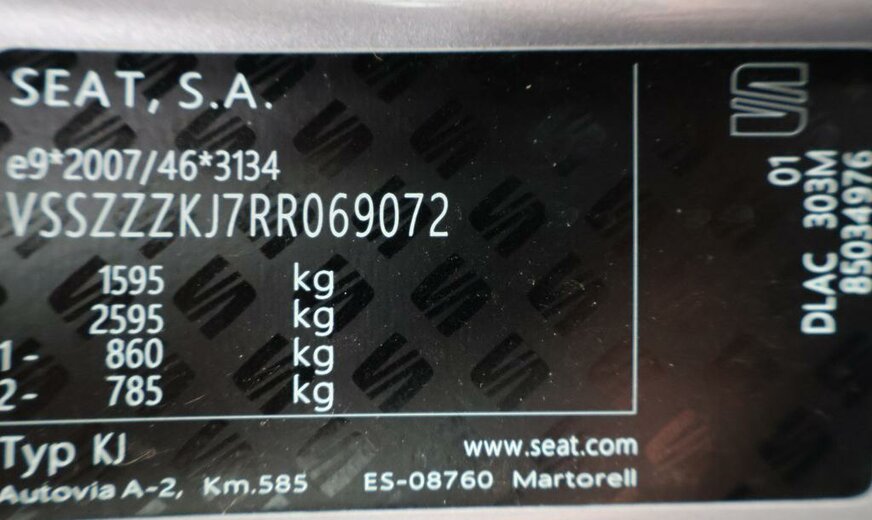 SEAT, S.A.
e9*2007/46*3134
VSSZZZKJ7RR069072
1595 kg
2595 kg
1- 860 kg
2- 785 kg
Typ KJ
www.seat.com
Autovia A-2, Km.585 ES-08760 Martorell
01
DLAC 303M
85034976